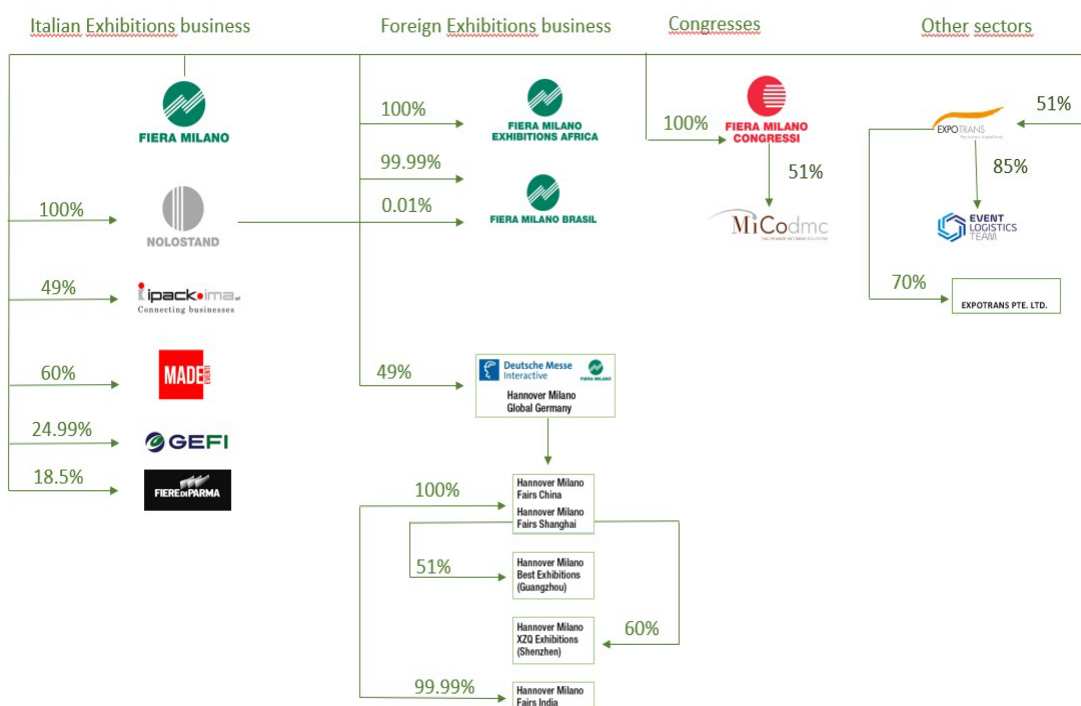 Italian Exhibitions business
Foreign Exhibitions business
Congresses
Other sectors
FIERA MILANO
100%
NOLOSTAND
49%
ipack-ima
Connecting businesses
60%
MADE
EVENTI
24.99%
GEFI
18.5%
FIERE DI PARMA
100%
FIERA MILANO
EXHIBITIONS AFRICA
99.99%
0.01%
FIERA MILANO BRASIL
49%
Deutsche Messe
Interactive
FIERA MILANO
Hannover Milano
Global Germany
100%
Hannover Milano
Fairs China
Hannover Milano
Fairs Shanghai
51%
Hannover Milano
Best Exhibitions
(Guangzhou)
60%
Hannover Milano
XZQ Exhibitions
(Shenzhen)
99.99%
Hannover Milano
Fairs India
100%
FIERA MILANO
CONGRESSI
51%
MiCodmc
51%
EXPOTRANS
85%
EVENT
LOGISTICS
TEAM
70%
EXPOTRANS PTE. LTD.